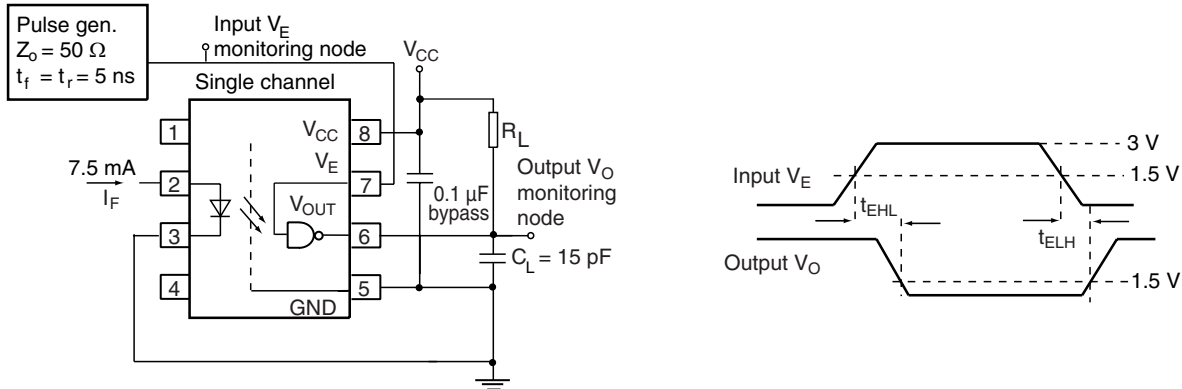 Pulse gen.
Zₒ = 50 Ω
t_f = t_r = 5 ns
Input V_E
monitoring node
V_CC
Single channel
1
V_CC 8
R_L
V_E
7
7.5 mA
I_F
2
V_OUT
0.1 µF
bypass
Output V_O
monitoring
node
3
6
C_L = 15 pF
4
5
GND
3 V
Input V_E
1.5 V
t_EHL
t_ELH
Output V_O
1.5 V